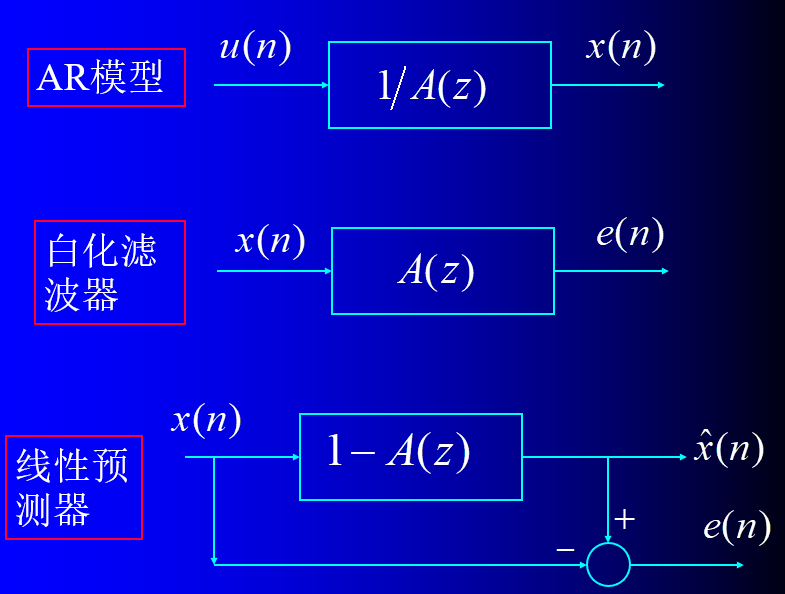 u(n)
x(n)
AR模型
1/A(z)
x(n)
e(n)
白化滤
波器
A(z)
x(n)
1－A(z)
x̂(n)
线性预
测器
+
−
e(n)